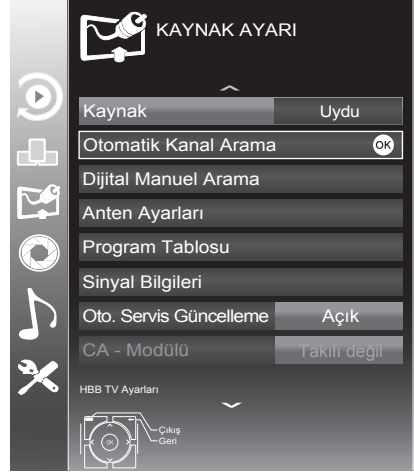 KAYNAK AYARI
Kaynak Uydu
Otomatik Kanal Arama OK
Dijital Manuel Arama
Anten Ayarları
Program Tablosu
Sinyal Bilgileri
Oto. Servis Güncelleme Açık
CA - Modülü Takılı değil
HBB TV Ayarları
Çıkış
OK Geri